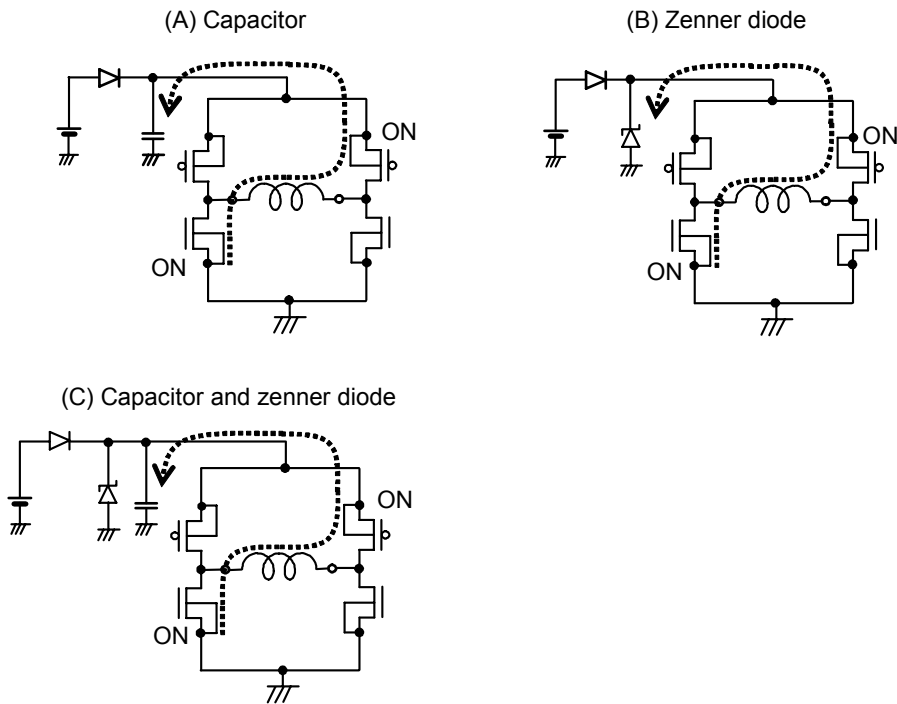 (A) Capacitor
(B) Zenner diode
ON
ON
ON
ON
(C) Capacitor and zenner diode
ON
ON